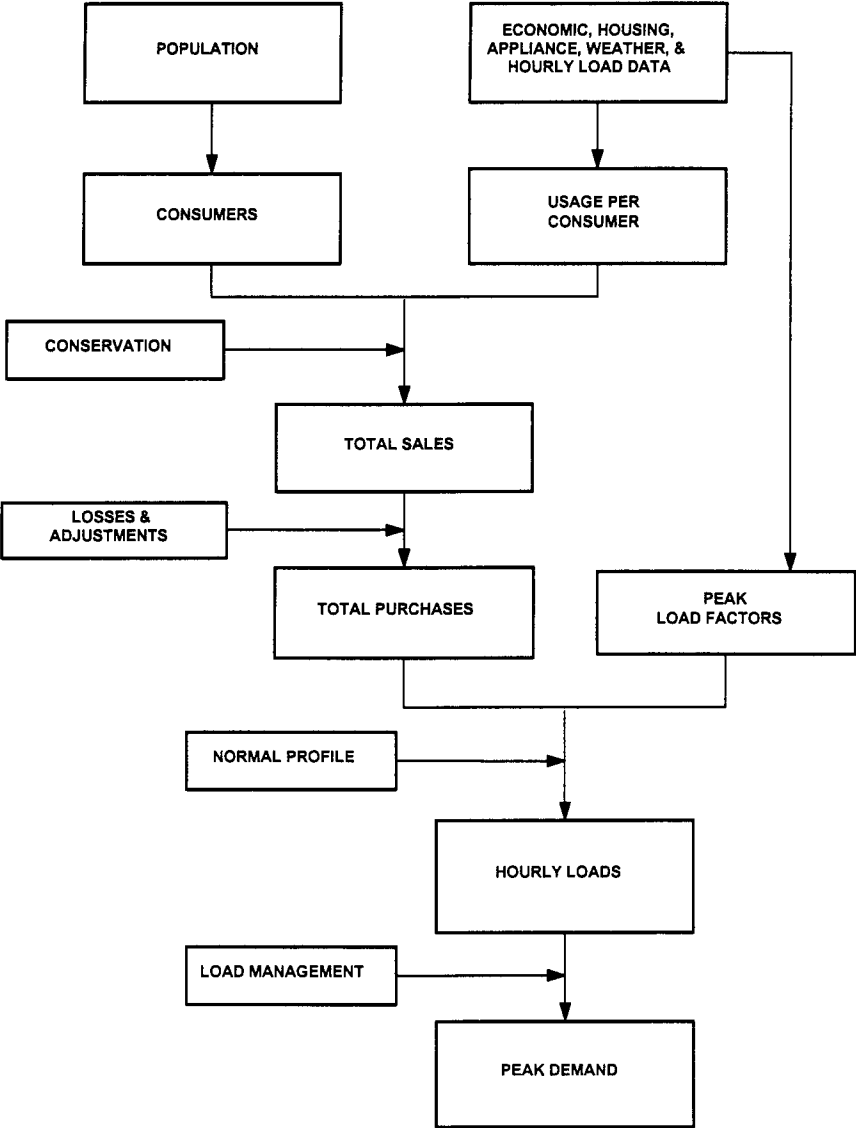 POPULATION
ECONOMIC, HOUSING,
APPLIANCE, WEATHER, &
HOURLY LOAD DATA
CONSUMERS
USAGE PER
CONSUMER
CONSERVATION
TOTAL SALES
LOSSES &
ADJUSTMENTS
TOTAL PURCHASES
PEAK
LOAD FACTORS
NORMAL PROFILE
HOURLY LOADS
LOAD MANAGEMENT
PEAK DEMAND